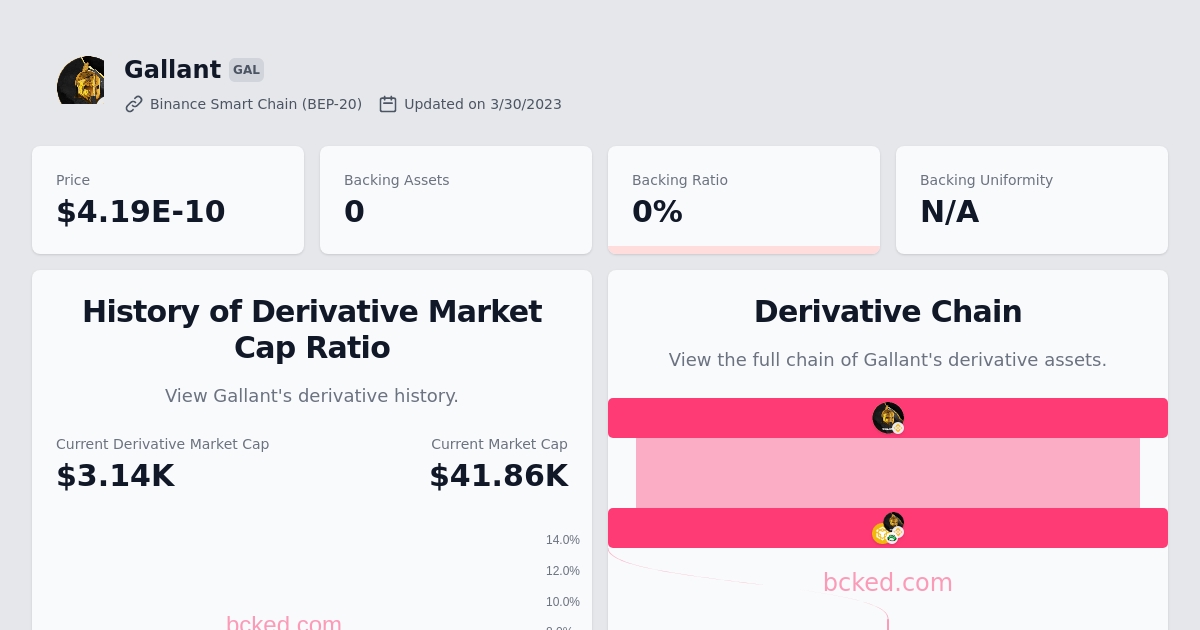 Gallant GAL
Binance Smart Chain (BEP-20) Updated on 3/30/2023
Price
$4.19E-10
Backing Assets
0
Backing Ratio
0%
Backing Uniformity
N/A
History of Derivative Market
Cap Ratio
View Gallant's derivative history.
Current Derivative Market Cap
$3.14K
Current Market Cap
$41.86K
14.0%
12.0%
10.0%
bcked.com
Derivative Chain
View the full chain of Gallant's derivative assets.
bcked.com